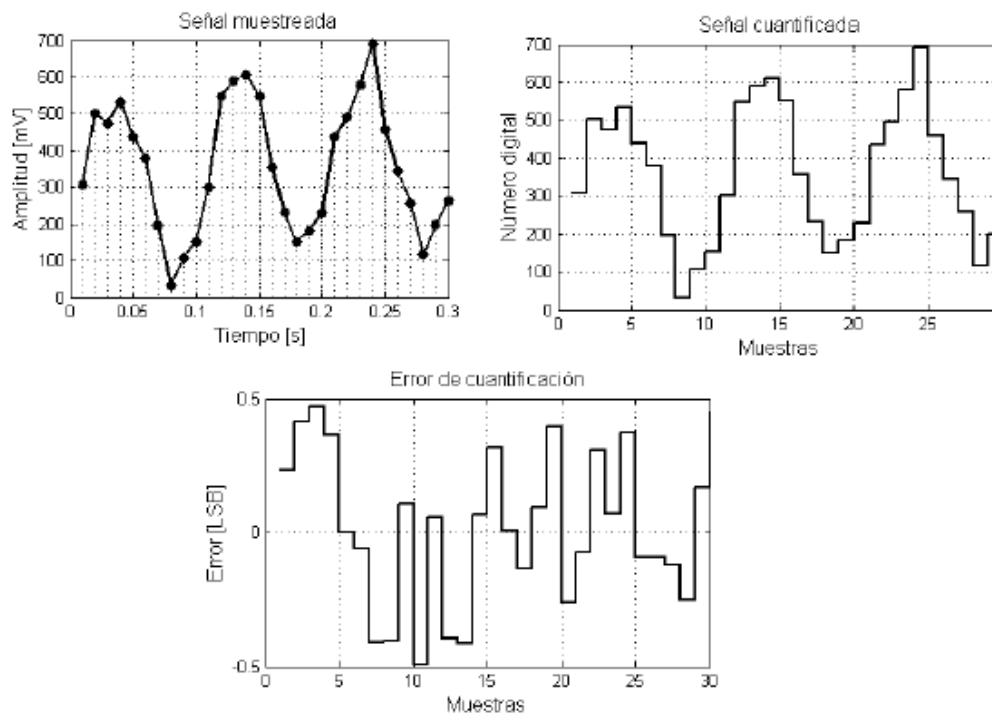 Señal muestreada
Amplitud [mV]
700
600
500
400
300
200
100
0
0 0.05 0.1 0.15 0.2 0.25 0.3
Tiempo [s]
Señal cuantificada
Número digital
700
600
500
400
300
200
100
0
0 5 10 15 20 25
Muestras
Error de cuantificación
Error [LSB]
0.5
0
-0.5
0 5 10 15 20 25 30
Muestras